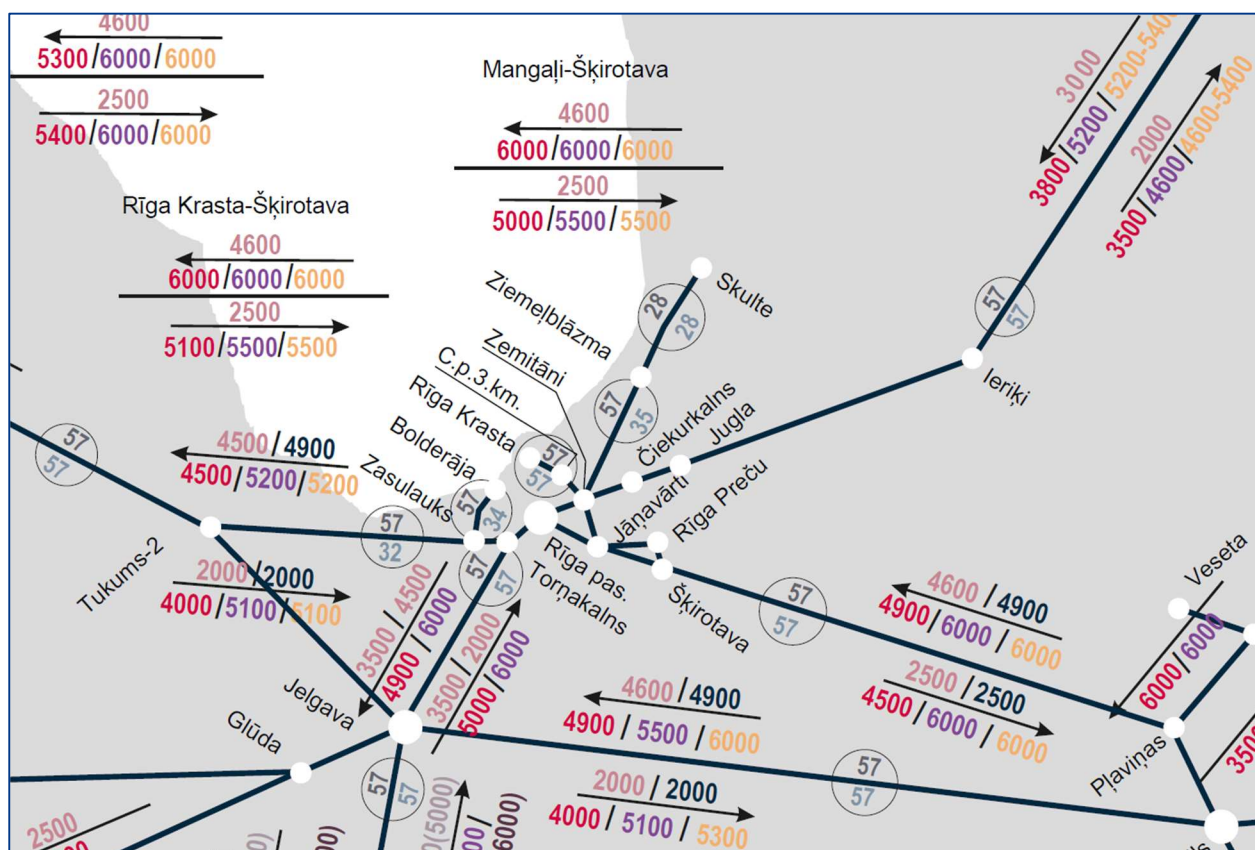 4600
5300/6000/6000
2500
5400/6000/6000
Mangaļi-Šķirotava
4600
6000/6000/6000
2500
5000/5500/5500
Rīga Krasta-Šķirotava
4600
6000/6000/6000
2500
5100/5500/5500
3000
3800/5200/5200-5400
2000
3500/4600/4600-5400
57
57
Ieriķi
Skulte
28
28
Ziemeļblāzma
Zemitāni
C.p.3.km.
Rīga Krasta
Bolderāja
Zasulauks
57
35
57
57
57
34
Čiekurkalns
Jugla
Jāņavārti
Rīga Preču
Šķirotava
Rīga pas.
Torņakalns
57
57
57
57
4500/4900
4500/5200/5200
57
32
Tukums-2
2000/2000
4000/5100/5100
3500/4500
4900/6000
3500/2000
5000/6000
57
57
4600/4900
4900/6000/6000
2500/2500
4500/6000/6000
Veseta
6000/6000
Pļaviņas
Jelgava
Glūda
4600/4900
4900/5500/6000
57
57
2000/2000
4000/5100/5300
57
57
2500